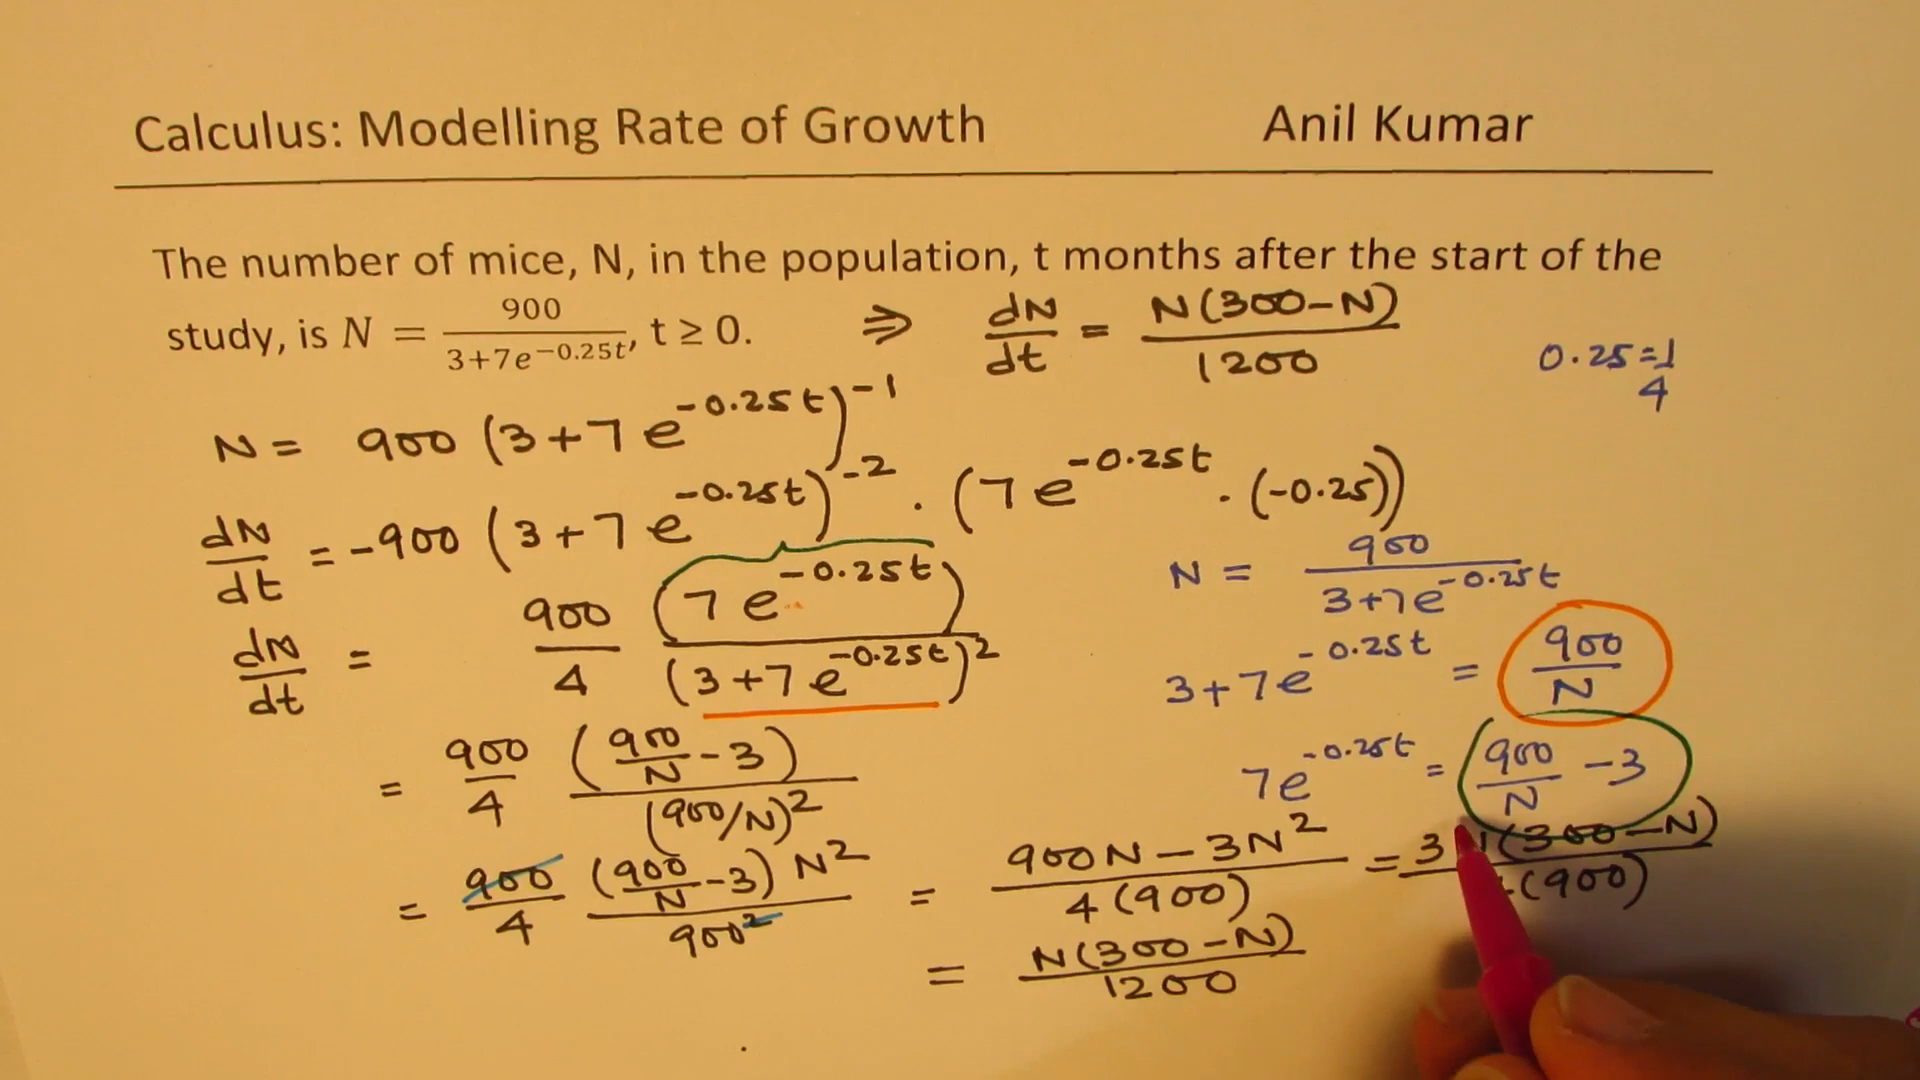 Calculus: Modelling Rate of Growth Anil Kumar
The number of mice, N, in the population, t months after the start of the
study, is N = 900/(3+7e^{-0.25t}), t ≥ 0. ⇒ dN/dt = N(300-N)/1200
0.25 = 1/4
N = 900 (3+7e^{-0.25t})^{-1}
dN/dt = -900 (3+7e^{-0.25t})^{-2} . (7e^{-0.25t} . (-0.25))
dN/dt = 900/4 (7e^{-0.25t})/(3+7e^{-0.25t})^2
= 900/4 (900/N - 3)/(900/N)^2
= 900/4 (900/N - 3) N^2/900^2 = (900N - 3N^2)/4(900) = 3 (300-N)/ (900)
= N(300-N)/1200
N = 900/(3+7e^{-0.25t})
3+7e^{-0.25t} = 900/N
7e^{-0.25t} = (900/N - 3